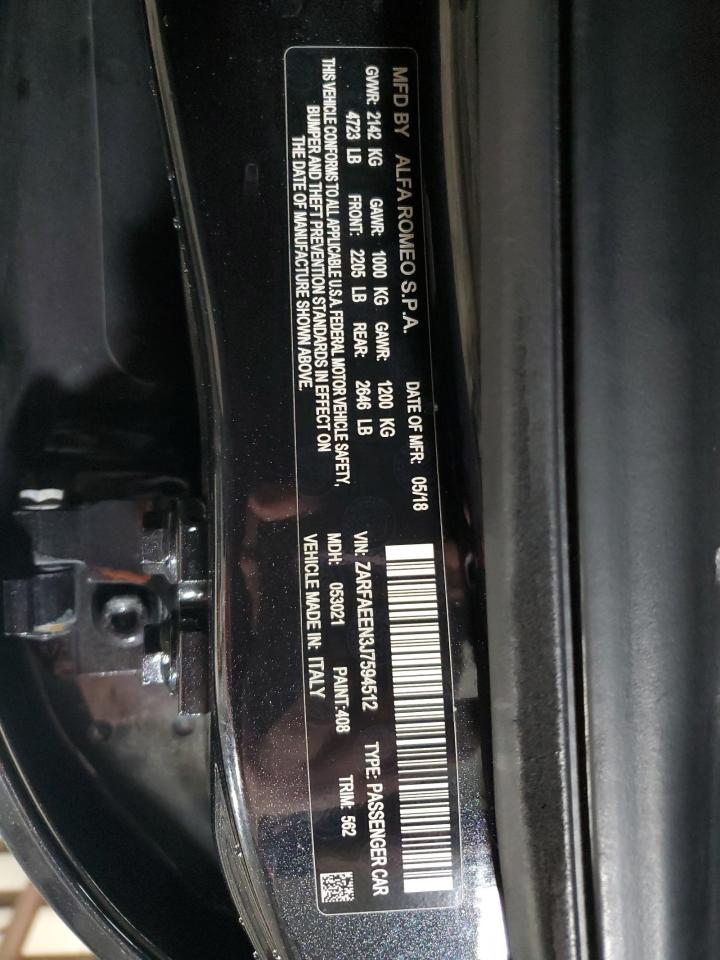 MFD BY ALFA ROMEO S.P.A. DATE OF MFR: 05/18
GVWR: 2142 KG GAWR: 1000 KG GAWR: 1200 KG
4723 LB FRONT: 2205 LB REAR: 2646 LB
THIS VEHICLE CONFORMS TO ALL APPLICABLE U.S.A. FEDERAL MOTOR VEHICLE SAFETY,
BUMPER AND THEFT PREVENTION STANDARDS IN EFFECT ON
THE DATE OF MANUFACTURE SHOWN ABOVE.
VIN: ZARFAEEN3J7594512 TYPE: PASSENGER CAR
MDH: 053021 PAINT:408 TRIM: 562
VEHICLE MADE IN: ITALY